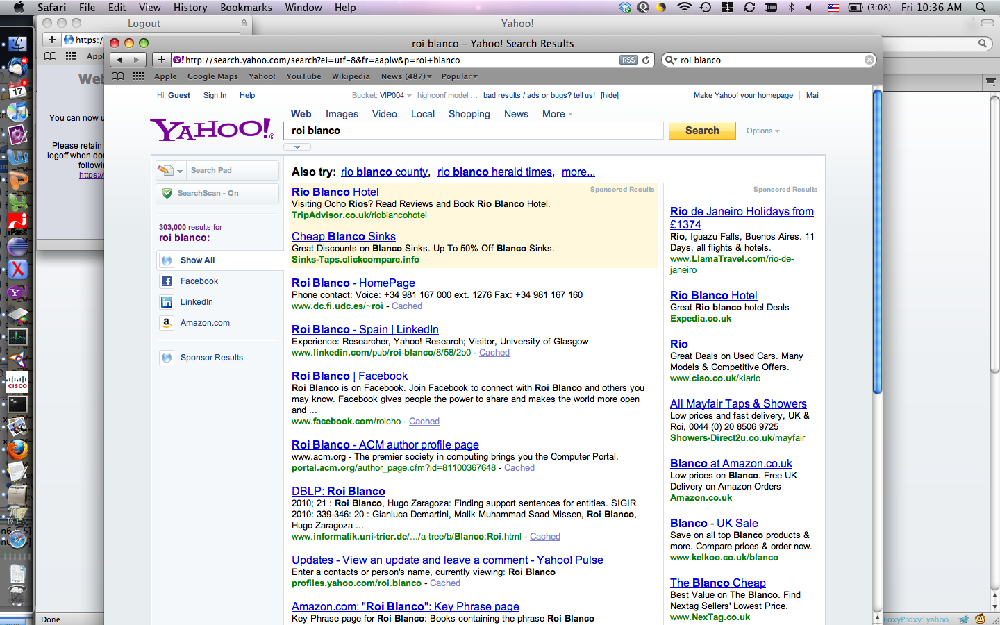 Safari File Edit View History Bookmarks Window Help (3:08) Fri 10:36 AM
Logout
Yahoo!
https:/
Appl
Web
You can now u
Please retain
logoff when don
followin
https://
Done
roi blanco – Yahoo! Search Results
http://search.yahoo.com/search?ei=utf-8&fr=aaplw&p=roi+blanco RSS
roi blanco
Apple Google Maps Yahoo! YouTube Wikipedia News (487) Popular
Hi, Guest Sign In Help Bucket: VIP004 highconf model ... bad results / ads or bugs? tell us! [hide] Make Yahoo! your homepage Mail
Web Images Video Local Shopping News More
YAHOO!®
roi blanco
Search Options
Search Pad
SearchScan - On
303,000 results for
roi blanco:
Show All
Facebook
LinkedIn
Amazon.com
Sponsor Results
Also try: rio blanco county, rio blanco herald times, more...
Sponsored Results
Rio Blanco Hotel
Visiting Ocho Rios? Read Reviews and Book Rio Blanco Hotel.
TripAdvisor.co.uk/rioblancohotel
Cheap Blanco Sinks
Great Discounts on Blanco Sinks. Up To 50% Off Blanco Sinks.
Sinks-Taps.clickcompare.info
Roi Blanco - HomePage
Phone contact: Voice: +34 981 167 000 ext. 1276 Fax: +34 981 167 160
www.dc.fi.udc.es/~roi - Cached
Roi Blanco - Spain | LinkedIn
Experience: Researcher, Yahoo! Research; Visitor, University of Glasgow
www.linkedin.com/pub/roi-blanco/8/58/2b0 - Cached
Roi Blanco | Facebook
Roi Blanco is on Facebook. Join Facebook to connect with Roi Blanco and others you
may know. Facebook gives people the power to share and makes the world more open
and ...
www.facebook.com/roicho - Cached
Roi Blanco - ACM author profile page
www.acm.org - The premier society in computing brings you the Computer Portal.
portal.acm.org/author_page.cfm?id=81100367648 - Cached
DBLP: Roi Blanco
2010; 21 : Roi Blanco, Hugo Zaragoza: Finding support sentences for entities. SIGIR
2010: 339-346: 20 : Gianluca Demartini, Malik Muhammad Saad Missen, Roi Blanco,
Hugo Zaragoza ...
www.informatik.uni-trier.de/.../a-tree/b/Blanco:Roi.html - Cached
Updates - View an update and leave a comment - Yahoo! Pulse
Enter a contacts or person's name, currently viewing: Roi Blanco
profiles.yahoo.com/roi.blanco - Cached
Amazon.com: "Roi Blanco": Key Phrase page
Key Phrase page for Roi Blanco: Books containing the phrase Roi Blanco
Sponsored Results
Rio de Janeiro Holidays from
£1374
Rio, Iguazu Falls, Buenos Aires. 11
Days, all flights & hotels.
www.LlamaTravel.com/rio-de-
janeiro
Rio Blanco Hotel
Great Rio blanco hotel Deals
Expedia.co.uk
Rio
Great Deals on Used Cars. Many
Models & Competitive Offers.
www.ciao.co.uk/kiario
All Mayfair Taps & Showers
Low prices and fast delivery, UK &
Roi, 0044 (0) 20 8506 9725
Showers-Direct2u.co.uk/mayfair
Blanco at Amazon.co.uk
Low prices on Blanco. Free UK
Delivery on Amazon Orders
Amazon.co.uk
Blanco - UK Sale
Save on all top Blanco products &
more. Compare prices & order now.
www.kelkoo.co.uk/blanco
The Blanco Cheap
Best Value on The Blanco. Find
Nextag Sellers' Lowest Price.
www.NexTag.co.uk
FoxyProxy: yahoo
17
iPass
CISCO